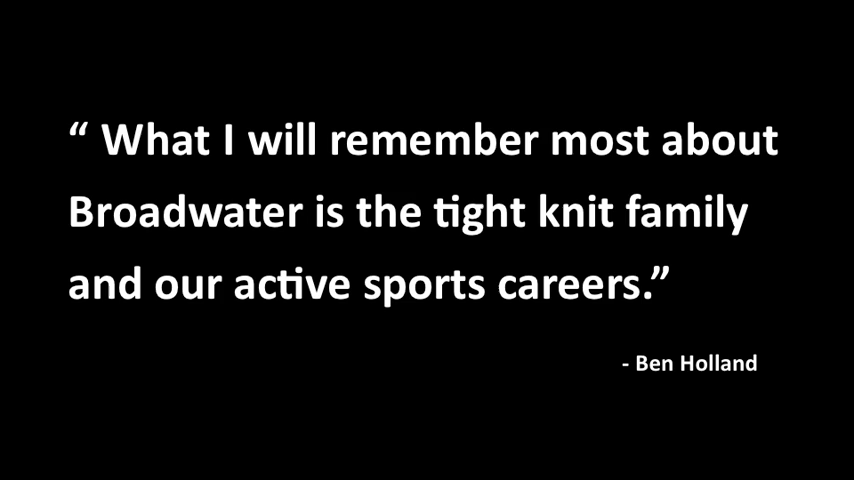 “ What I will remember most about
Broadwater is the tight knit family
and our active sports careers.”
- Ben Holland